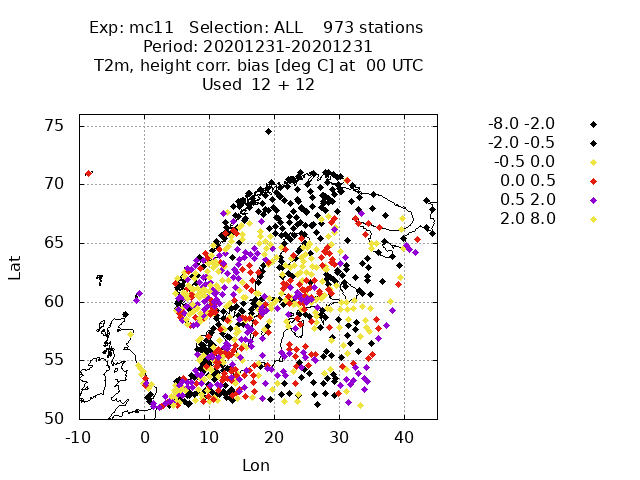 Exp: mc11 Selection: ALL 973 stations
Period: 20201231-20201231
T2m, height corr. bias [deg C] at 00 UTC
Used 12 + 12
75
70
65
60
55
50
Lat
-10 0 10 20 30 40
Lon
-8.0 -2.0
-2.0 -0.5
-0.5 0.0
0.0 0.5
0.5 2.0
2.0 8.0